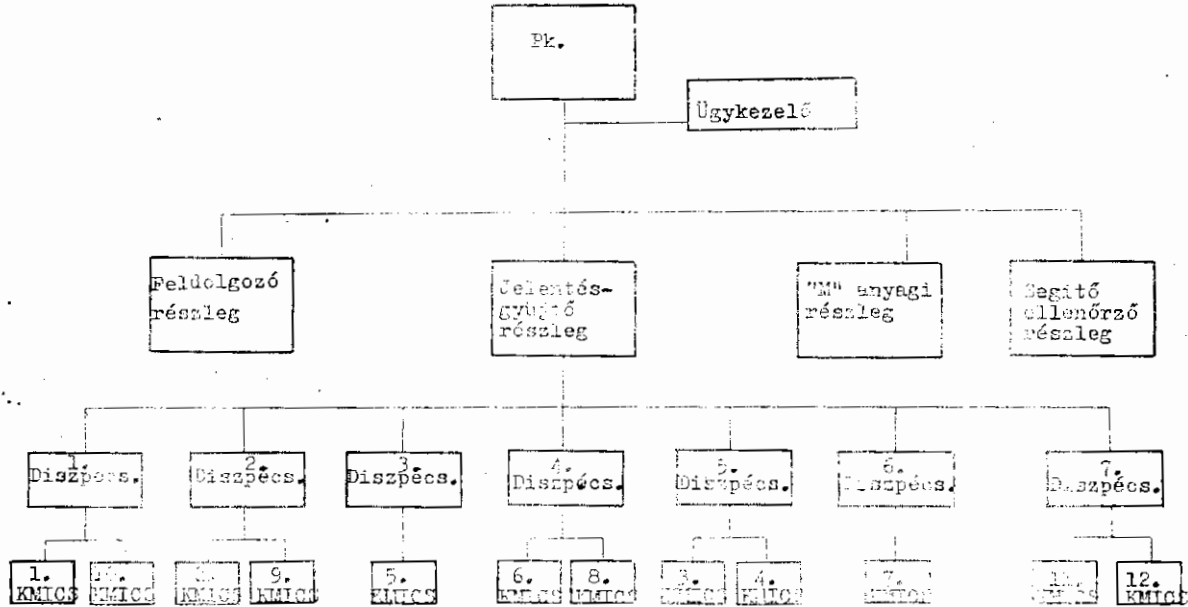 Pk.
Ügykezelő
Feldolgozó
részleg
Jelentés-
gyűjtő
részleg
"M" anyagi
részleg
Segitő
ellenőrző
részleg
1.
Diszpécs.
2.
Diszpécs.
3.
Diszpécs.
4.
Diszpécs.
5.
Diszpécs.
6.
Diszpécs.
7.
Diszpécs.
1.
KMICS
KMICS
KMICS
9.
KMICS
5.
KMICS
6.
KMICS
8.
KMICS
3.
KMICS
4.
KMICS
7.
KMICS
KMICS
12.
KMICS